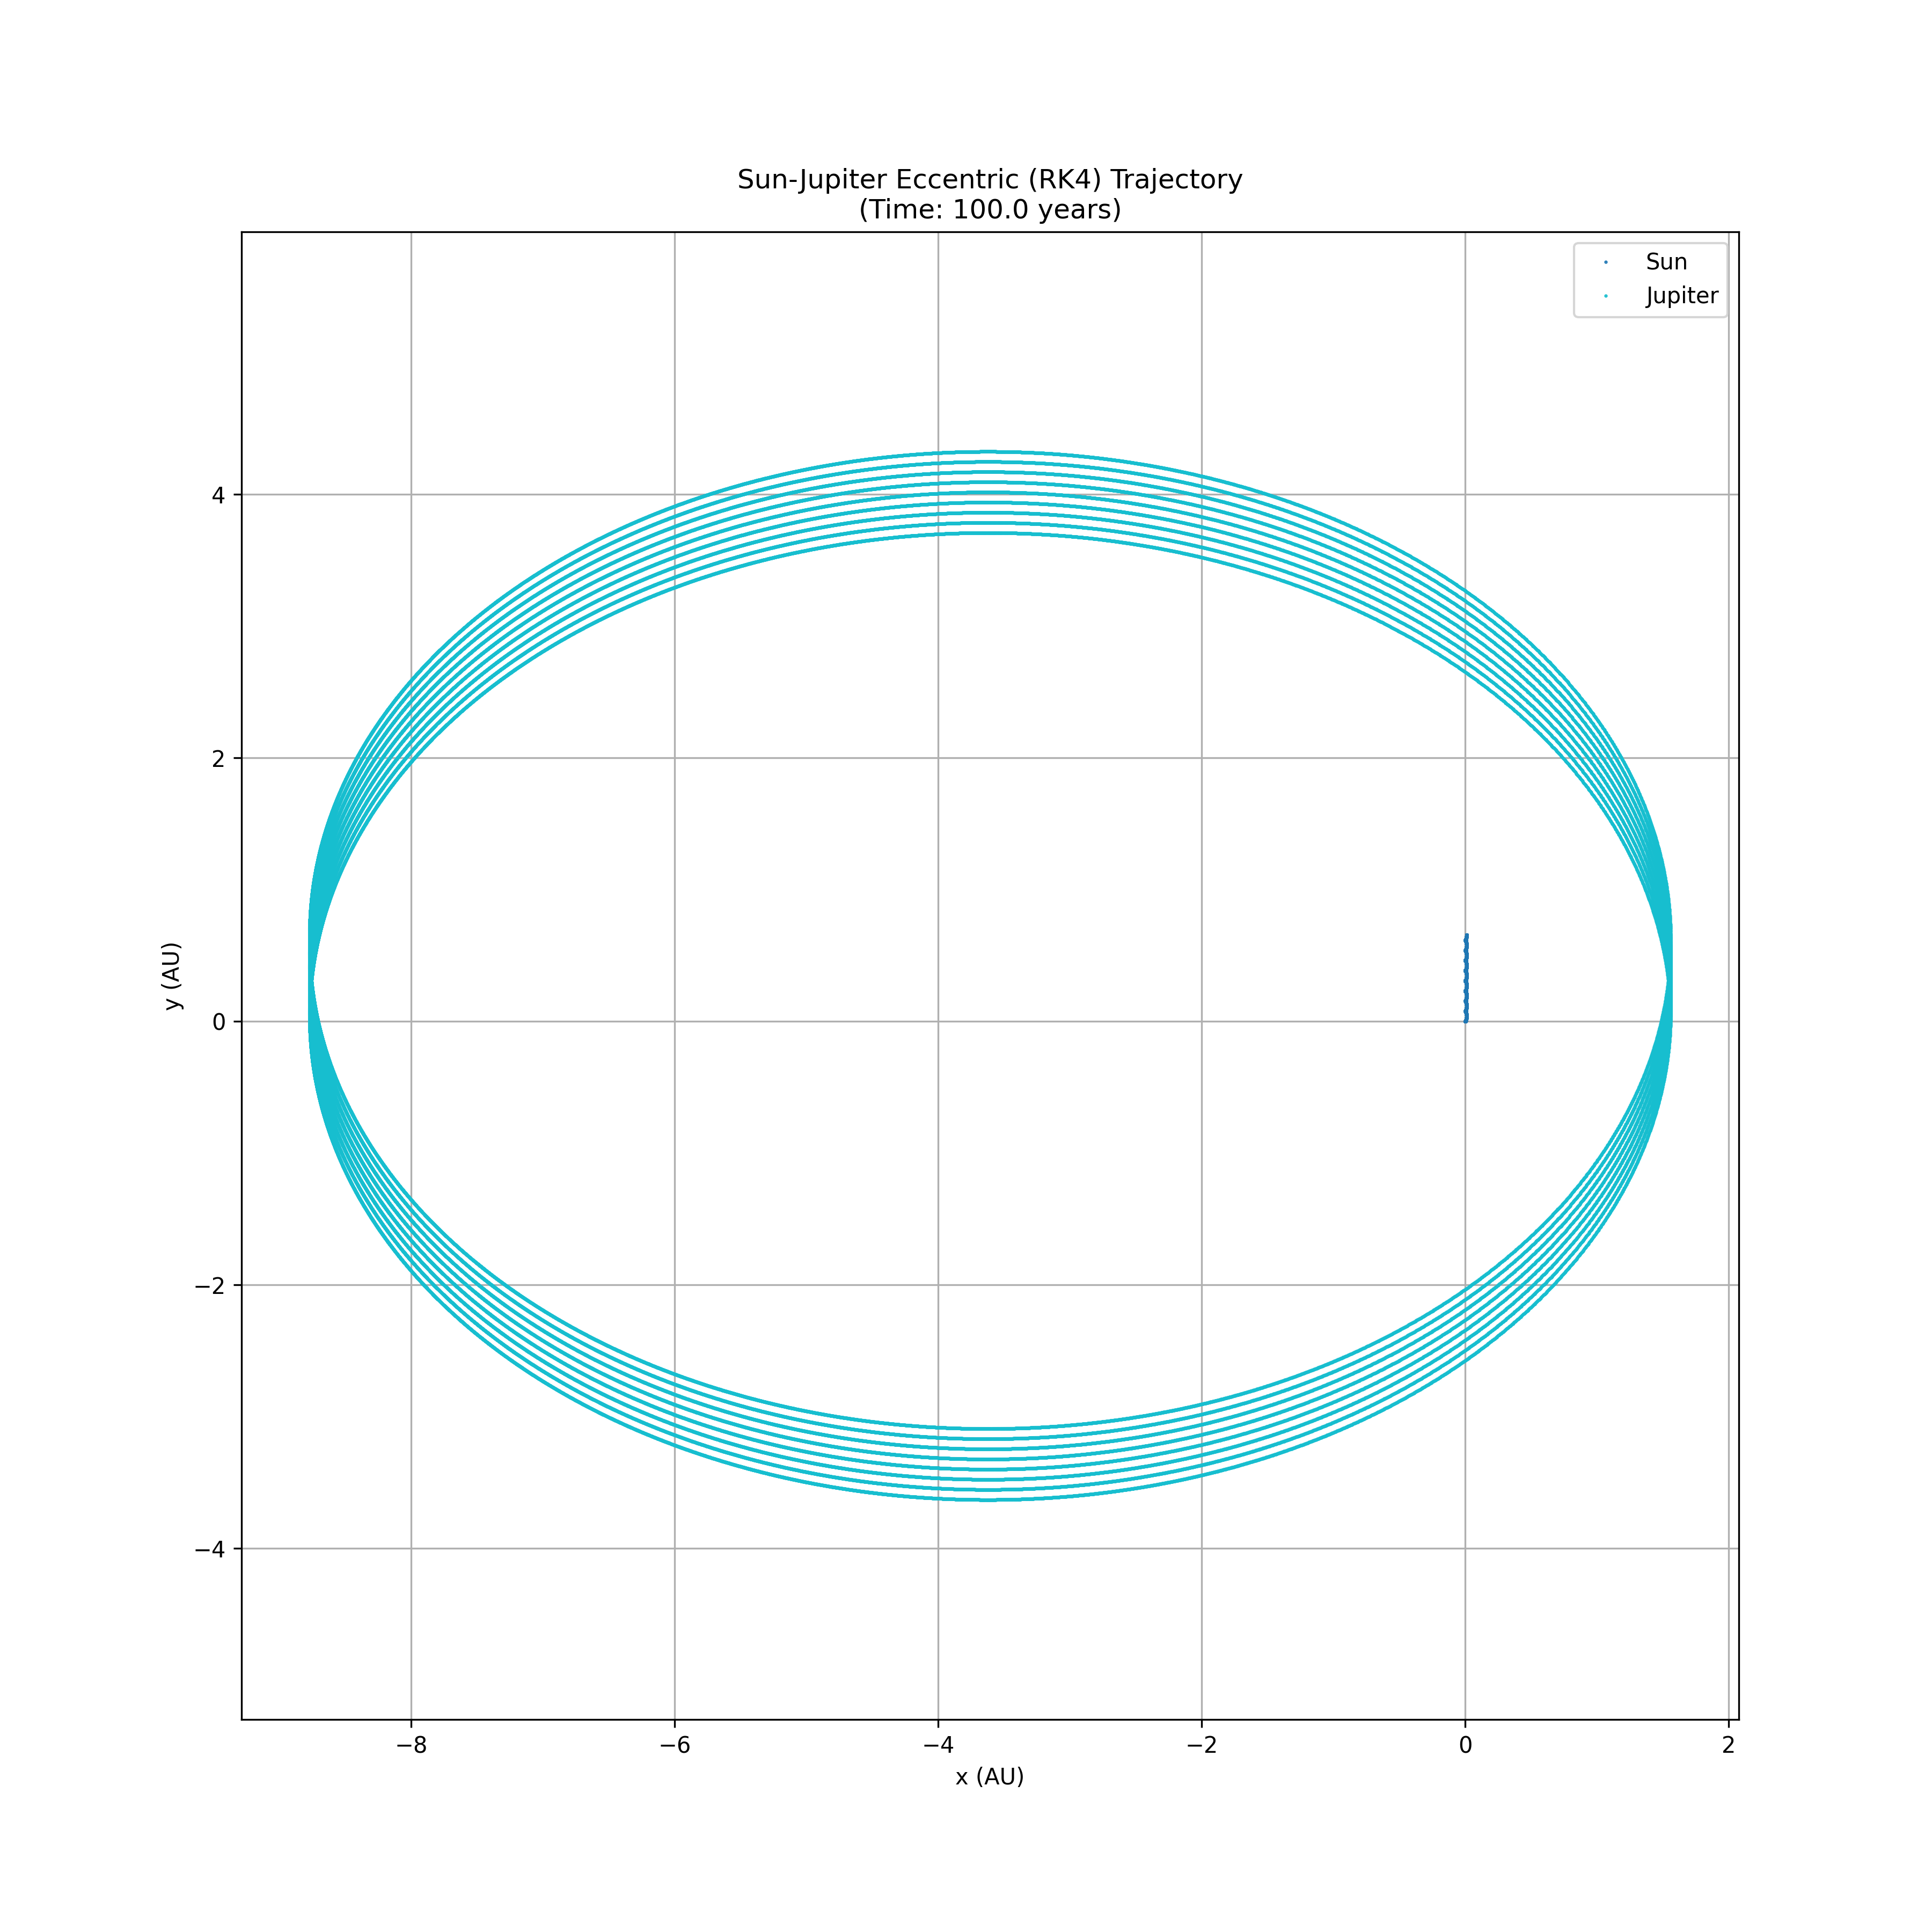 Sun-Jupiter Eccentric (RK4) Trajectory
(Time: 100.0 years)
Sun
Jupiter
y (AU)
4
2
0
−2
−4
−8
−6
−4
−2
0
2
x (AU)